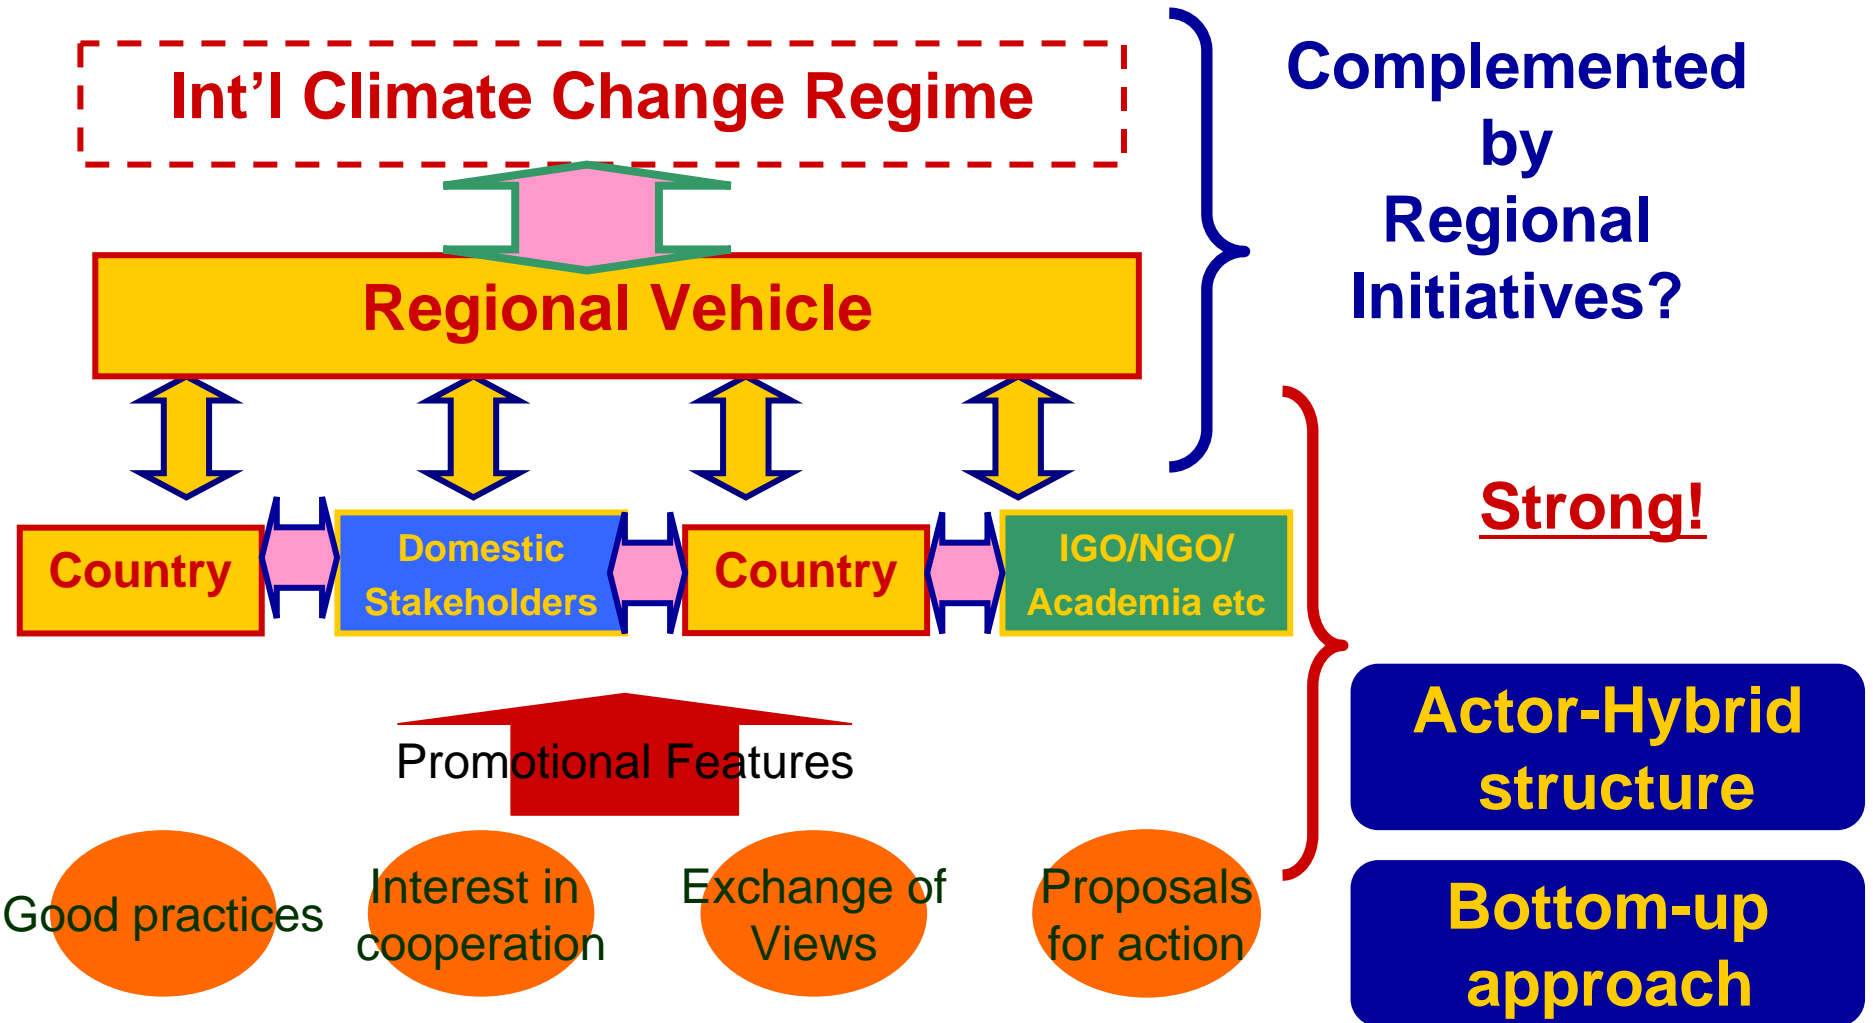 Int'l Climate Change Regime
Complemented
by
Regional
Initiatives?
Regional Vehicle
Country
Domestic
Stakeholders
Country
IGO/NGO/
Academia etc
Strong!
Promotional Features
Actor-Hybrid
structure
Good practices
Interest in
cooperation
Exchange of
Views
Proposals
for action
Bottom-up
approach